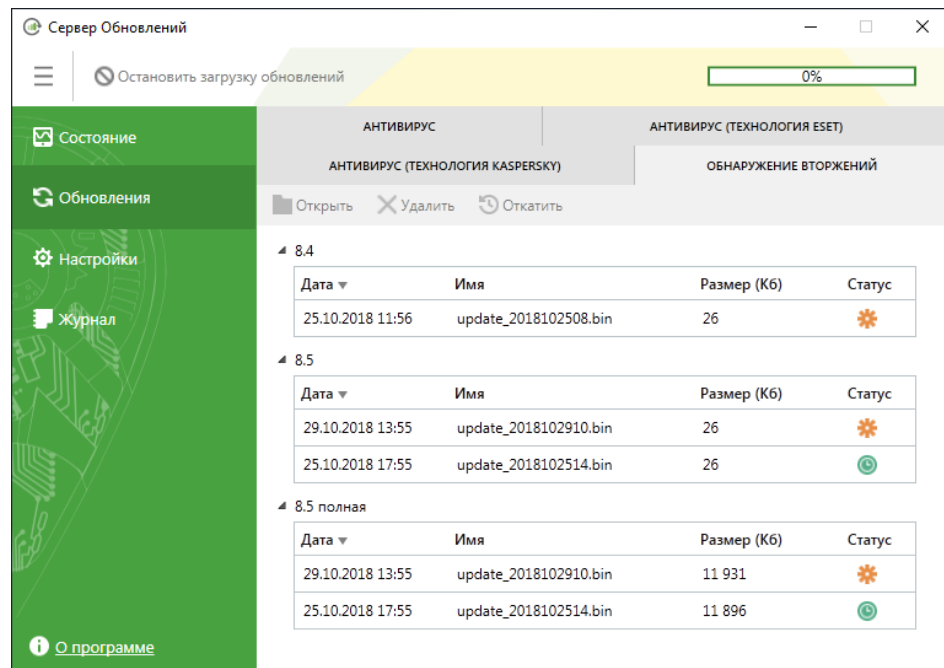 Сервер Обновлений
Остановить загрузку обновлений
0%
Состояние
Обновления
Настройки
Журнал
О программе
АНТИВИРУС АНТИВИРУС (ТЕХНОЛОГИЯ ESET)
АНТИВИРУС (ТЕХНОЛОГИЯ KASPERSKY) ОБНАРУЖЕНИЕ ВТОРЖЕНИЙ
Открыть Удалить Откатить
8.4
Дата Имя Размер (Кб) Статус
25.10.2018 11:56 update_2018102508.bin 26
8.5
Дата Имя Размер (Кб) Статус
29.10.2018 13:55 update_2018102910.bin 26
25.10.2018 17:55 update_2018102514.bin 26
8.5 полная
Дата Имя Размер (Кб) Статус
29.10.2018 13:55 update_2018102910.bin 11 931
25.10.2018 17:55 update_2018102514.bin 11 896